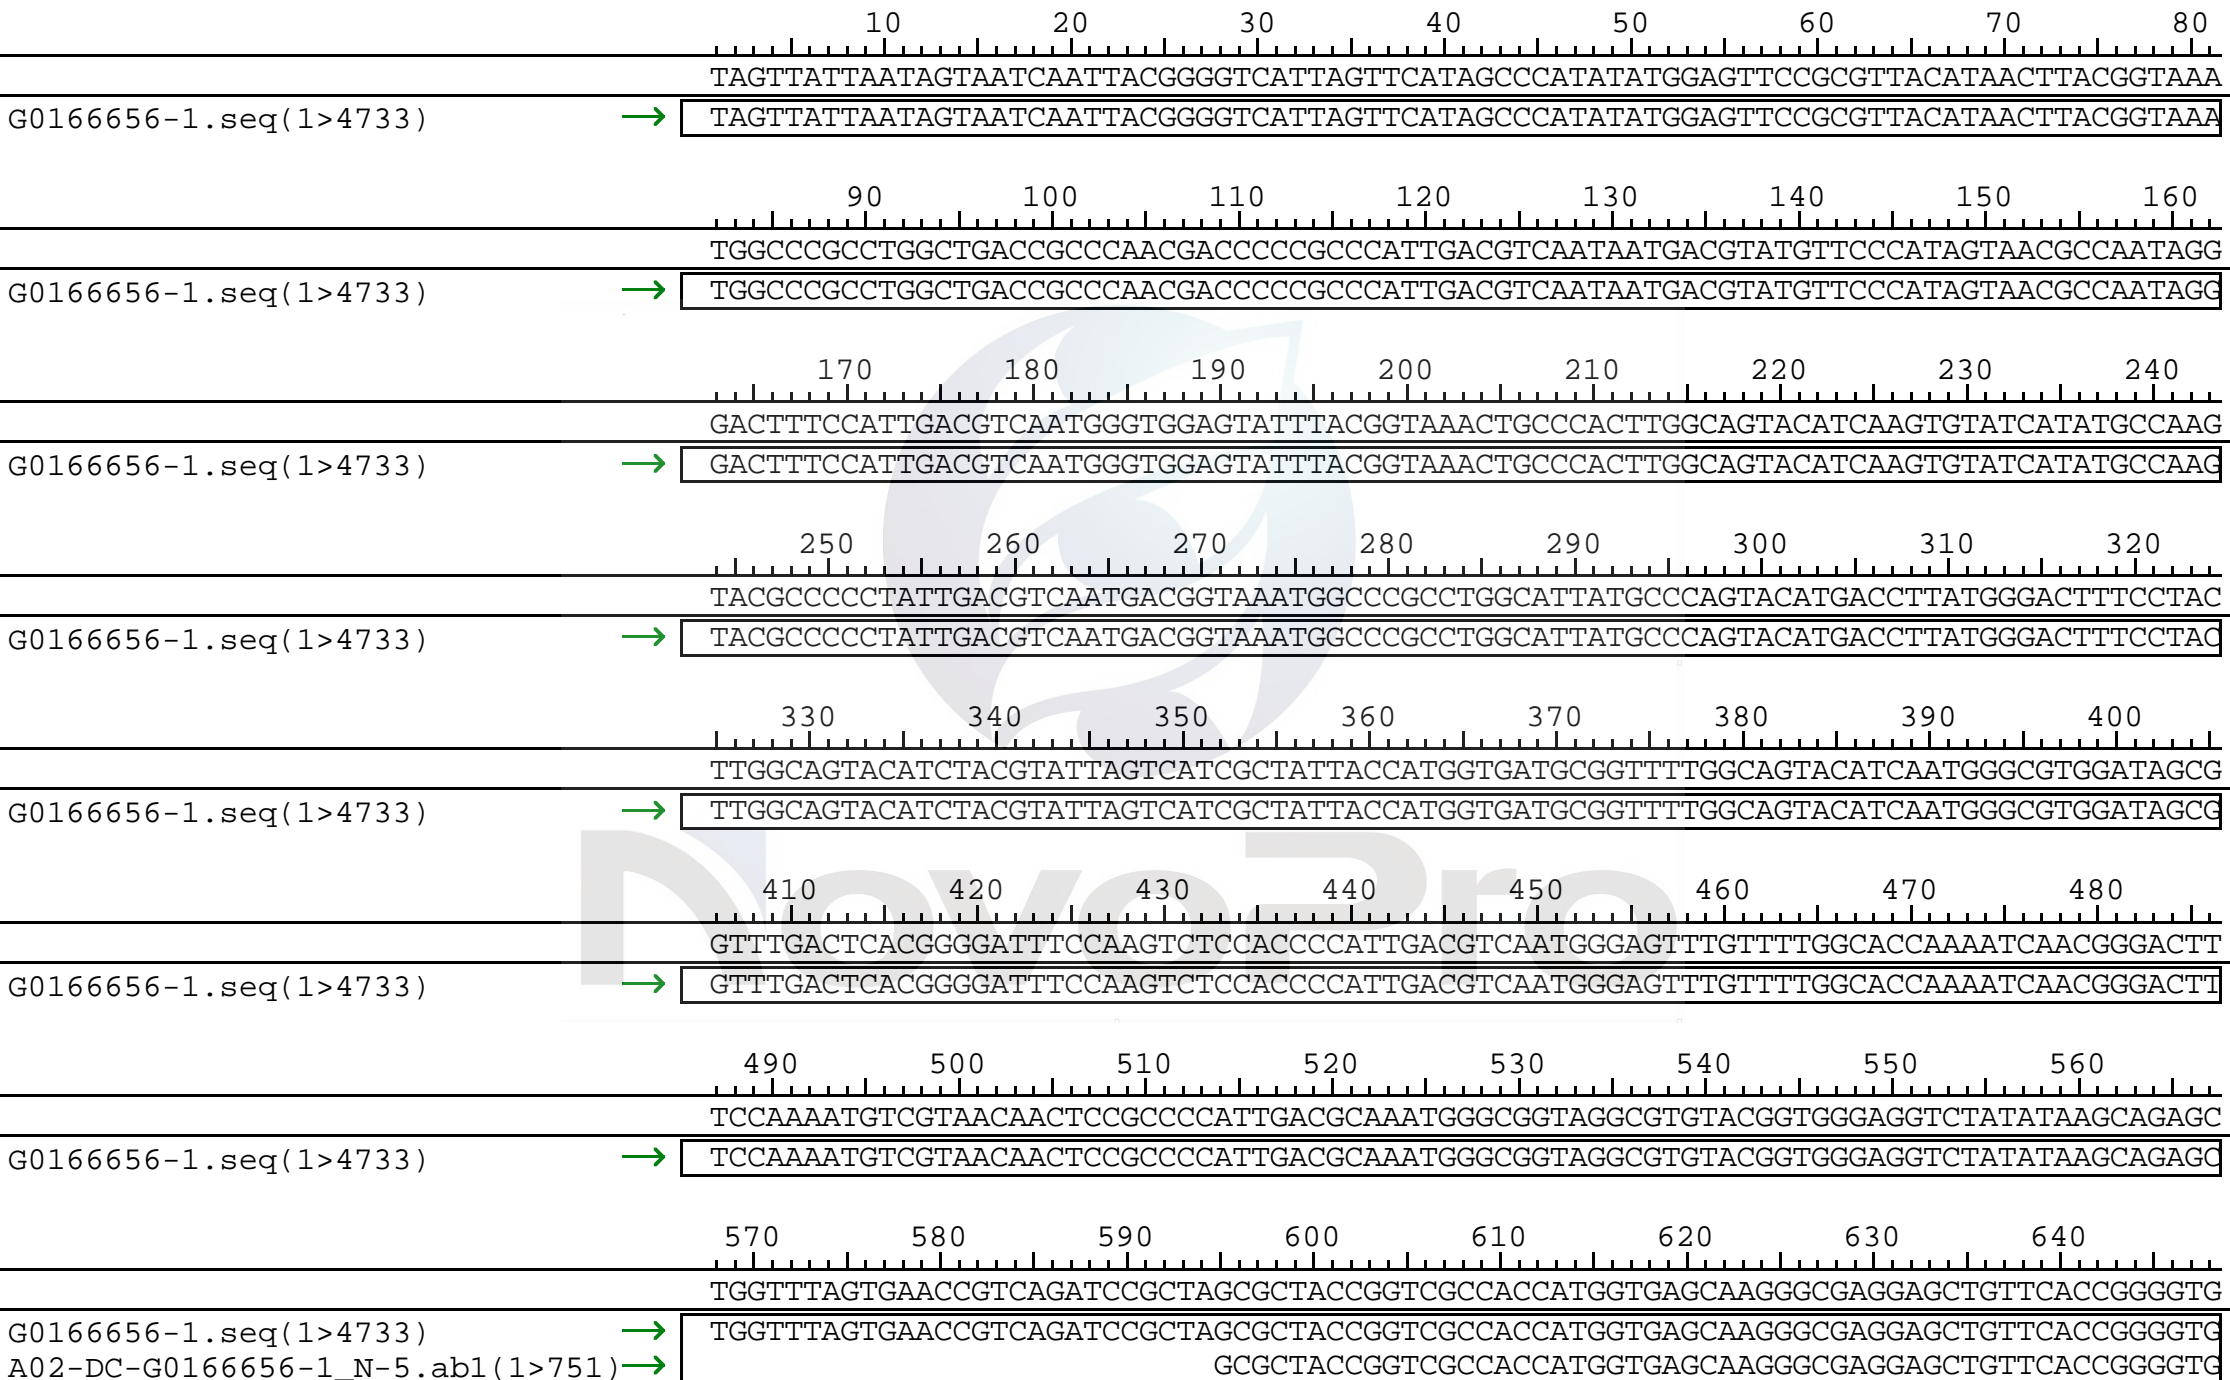 10 20 30 40 50 60 70 80
TAGTTATTAATAGTAATCAATTACGGGGTCATTAGTTCATAGCCCATATATGGAGTTCCGCGTTACATAACTTACGGTAAA
G0166656-1.seq(1>4733) → TAGTTATTAATAGTAATCAATTACGGGGTCATTAGTTCATAGCCCATATATGGAGTTCCGCGTTACATAACTTACGGTAAA
90 100 110 120 130 140 150 160
TGGCCCGCCTGGCTGACCGCCCAACGACCCCCGCCCATTGACGTCAATAATGACGTATGTTCCCATAGTAACGCCAATAGG
G0166656-1.seq(1>4733) → TGGCCCGCCTGGCTGACCGCCCAACGACCCCCGCCCATTGACGTCAATAATGACGTATGTTCCCATAGTAACGCCAATAGG
170 180 190 200 210 220 230 240
GACTTTCCATTGACGTCAATGGGTGGAGTATTTACGGTAAACTGCCCACTTGGCAGTACATCAAGTGTATCATATGCCAAG
G0166656-1.seq(1>4733) → GACTTTCCATTGACGTCAATGGGTGGAGTATTTACGGTAAACTGCCCACTTGGCAGTACATCAAGTGTATCATATGCCAAG
250 260 270 280 290 300 310 320
TACGCCCCCTATTGACGTCAATGACGGTAAATGGCCCGCCTGGCATTATGCCCAGTACATGACCTTATGGGACTTTCCTAC
G0166656-1.seq(1>4733) → TACGCCCCCTATTGACGTCAATGACGGTAAATGGCCCGCCTGGCATTATGCCCAGTACATGACCTTATGGGACTTTCCTAC
330 340 350 360 370 380 390 400
TTGGCAGTACATCTACGTATTAGTCATCGCTATTACCATGGTGATGCGGTTTTGGCAGTACATCAATGGGCGTGGATAGCG
G0166656-1.seq(1>4733) → TTGGCAGTACATCTACGTATTAGTCATCGCTATTACCATGGTGATGCGGTTTTGGCAGTACATCAATGGGCGTGGATAGCG
NovoPro
410 420 430 440 450 460 470 480
GTTTGACTCACGGGGATTTCCAAGTCTCCACCCCATTGACGTCAATGGGAGTTTGTTTTGGCACCAAAATCAACGGGACTT
G0166656-1.seq(1>4733) → GTTTGACTCACGGGGATTTCCAAGTCTCCACCCCATTGACGTCAATGGGAGTTTGTTTTGGCACCAAAATCAACGGGACTT
490 500 510 520 530 540 550 560
TCCAAAATGTCGTAACAACTCCGCCCCATTGACGCAAATGGGCGGTAGGCGTGTACGGTGGGAGGTCTATATAAGCAGAGC
G0166656-1.seq(1>4733) → TCCAAAATGTCGTAACAACTCCGCCCCATTGACGCAAATGGGCGGTAGGCGTGTACGGTGGGAGGTCTATATAAGCAGAGC
570 580 590 600 610 620 630 640
TGGTTTAGTGAACCGTCAGATCCGCTAGCGCTACCGGTCGCCACCATGGTGAGCAAGGGCGAGGAGCTGTTCACCGGGGTG
G0166656-1.seq(1>4733) → TGGTTTAGTGAACCGTCAGATCCGCTAGCGCTACCGGTCGCCACCATGGTGAGCAAGGGCGAGGAGCTGTTCACCGGGGTG
A02-DC-G0166656-1_N-5.ab1(1>751) → GCGCTACCGGTCGCCACCATGGTGAGCAAGGGCGAGGAGCTGTTCACCGGGGTG